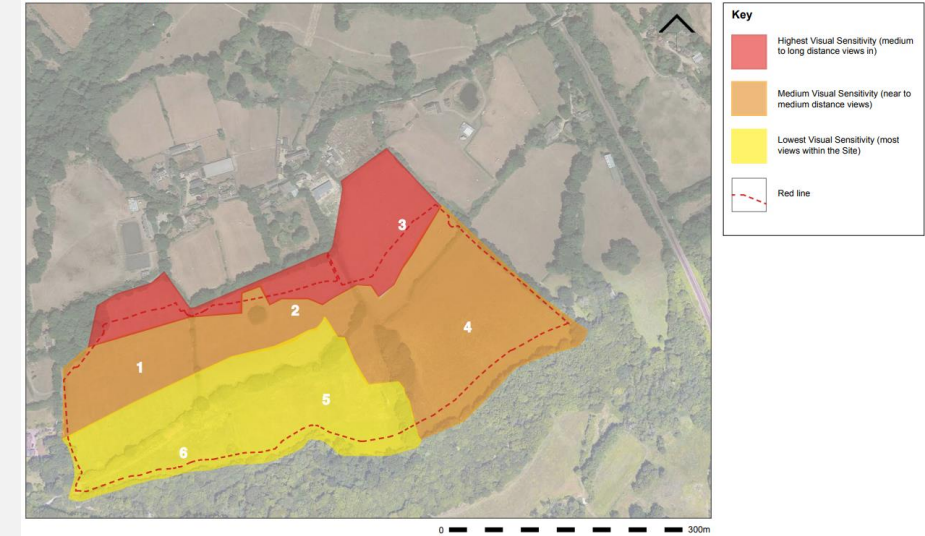 Key
Highest Visual Sensitivity (medium
to long distance views in)
Medium Visual Sensitivity (near to
medium distance views)
Lowest Visual Sensitivity (most
views within the Site)
Red line
3
2
4
1
5
6
0 300m